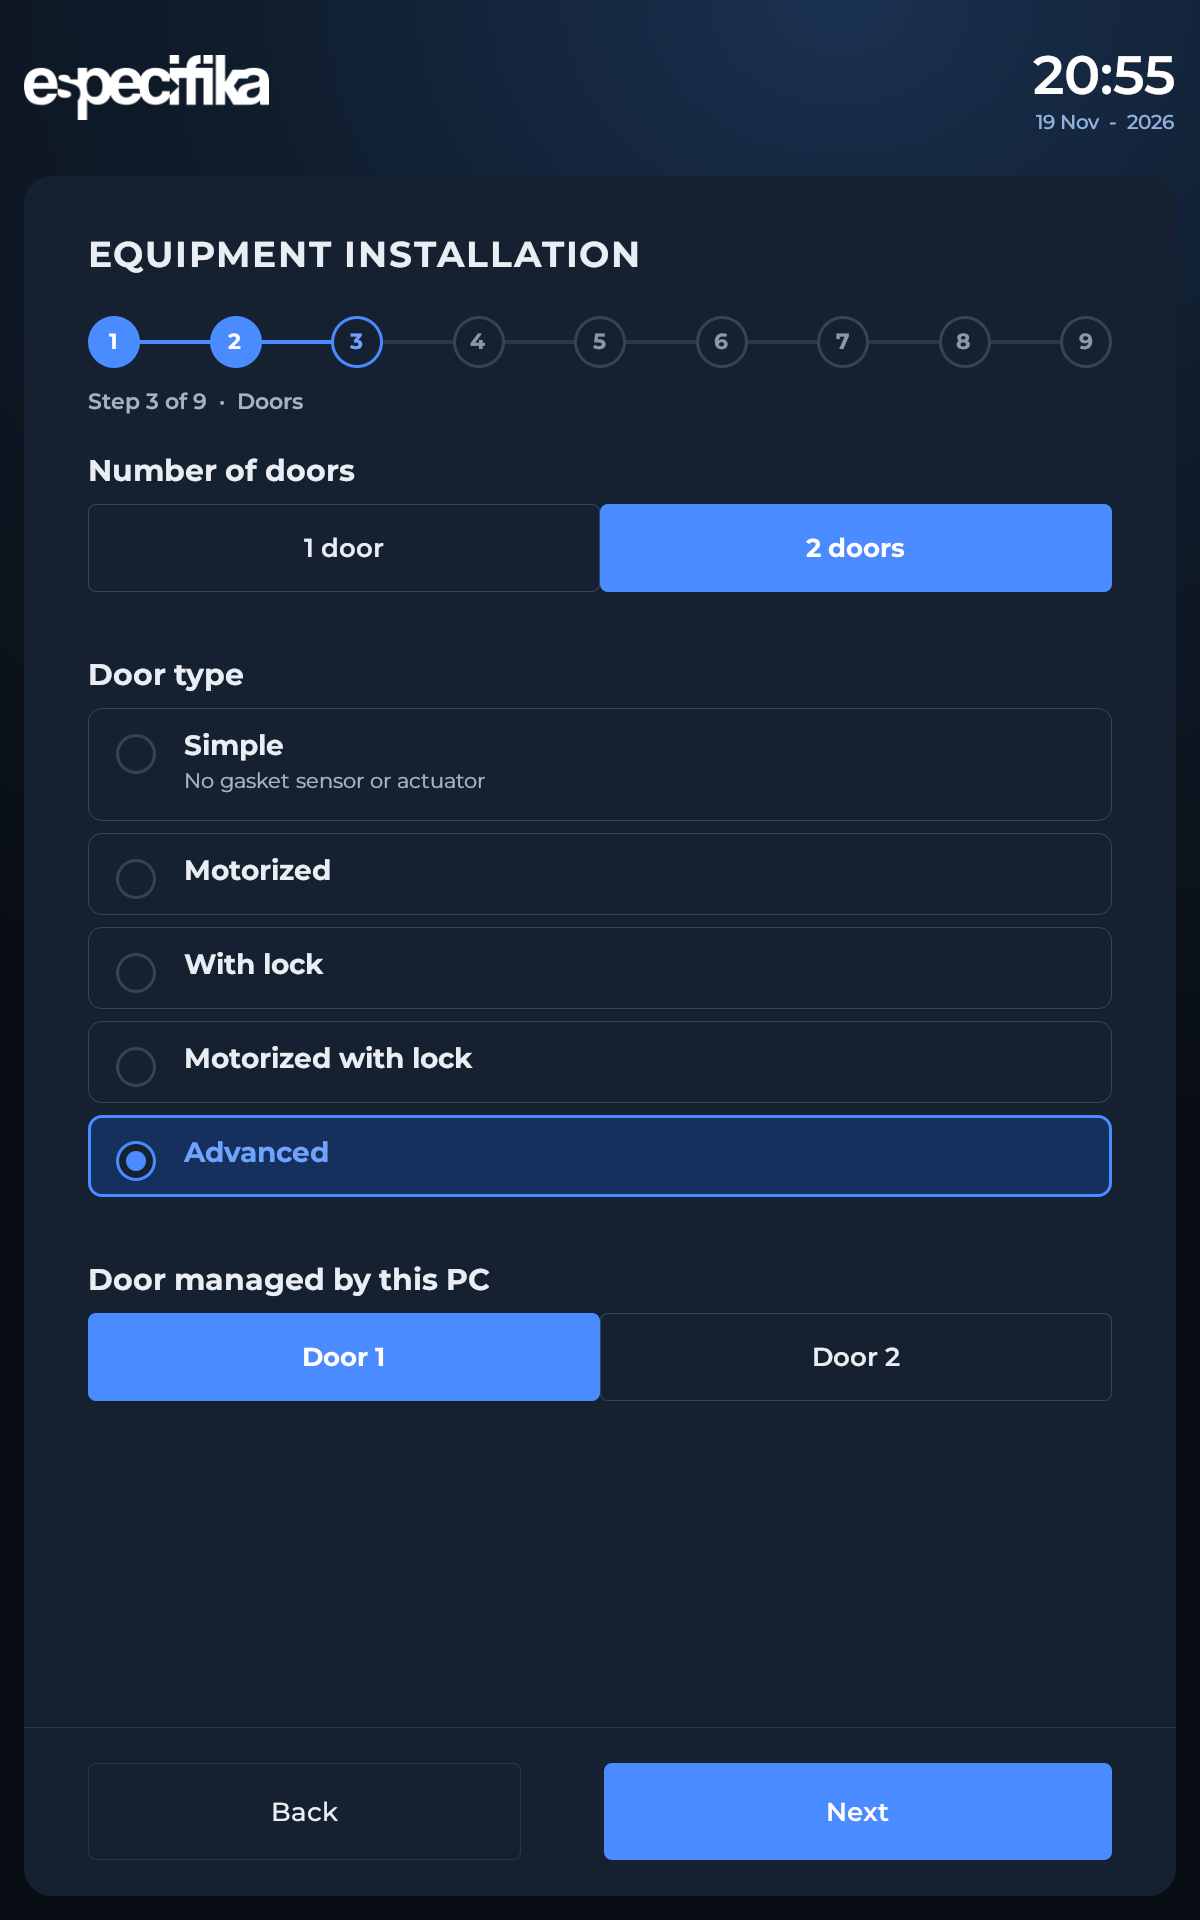 especifika
20:55
19 Nov - 2026
EQUIPMENT INSTALLATION
1 2 3 4 5 6 7 8 9
Step 3 of 9 · Doors
Number of doors
1 door
2 doors
Door type
Simple
No gasket sensor or actuator
Motorized
With lock
Motorized with lock
Advanced
Door managed by this PC
Door 1
Door 2
Back
Next